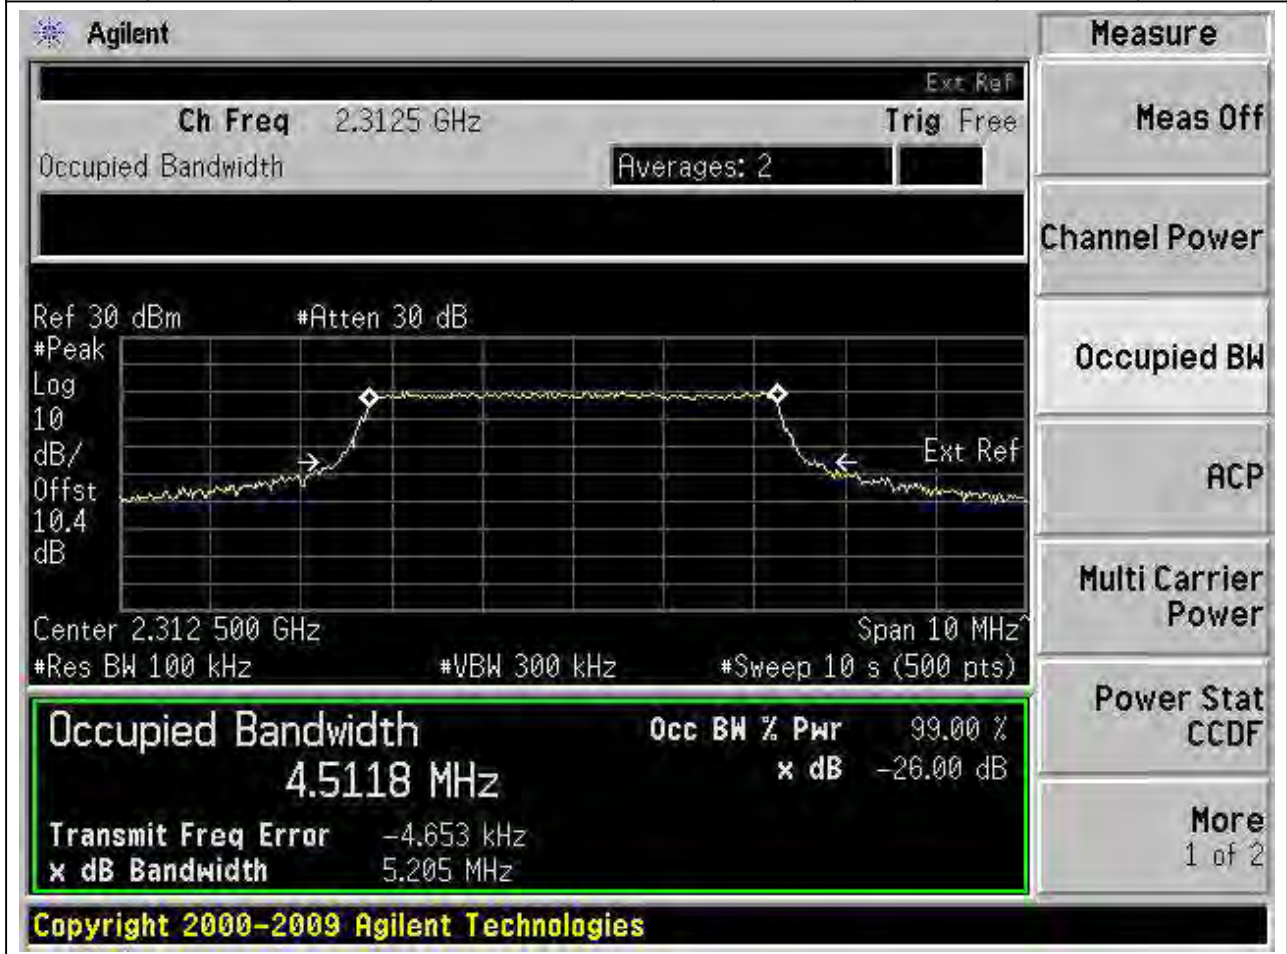 Agilent
Measure
Ext Ref
Ch Freq 2.3125 GHz
Trig Free
Meas Off
Occupied Bandwidth
Averages: 2
Channel Power
Ref 30 dBm
#Atten 30 dB
#Peak
Log
10
dB/
Offst
10.4
dB
Ext Ref
Occupied BW
ACP
Multi Carrier
Power
Center 2.312 500 GHz
Span 10 MHz^
#Res BW 100 kHz
#VBW 300 kHz
#Sweep 10 s (500 pts)
Power Stat
CCDF
Occupied Bandwidth
4.5118 MHz
Occ BW % Pwr 99.00 %
x dB -26.00 dB
Transmit Freq Error -4.653 kHz
x dB Bandwidth 5.205 MHz
More
1 of 2
Copyright 2000-2009 Agilent Technologies